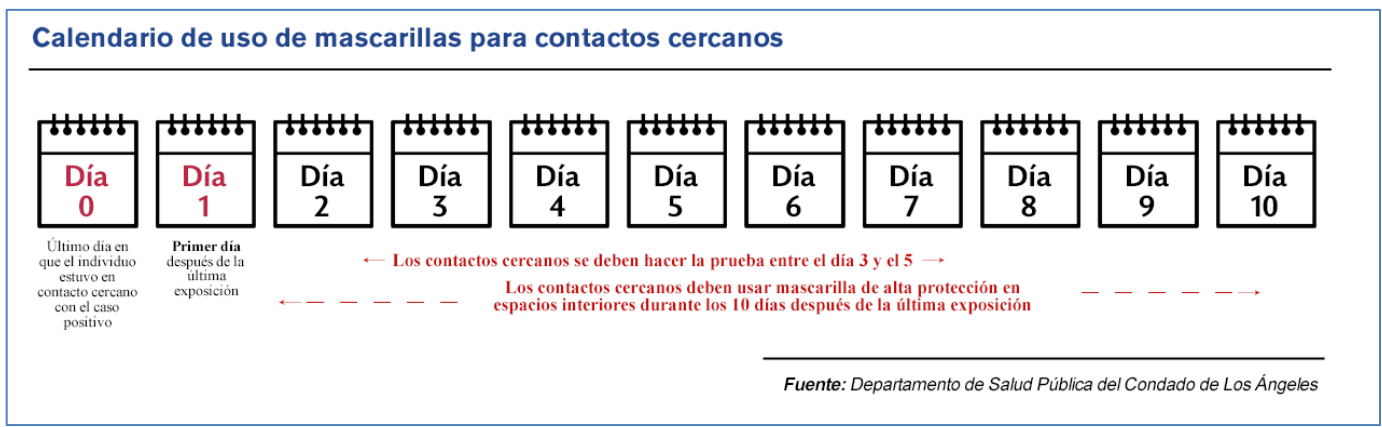 Calendario de uso de mascarillas para contactos cercanos
Día
0
Día
1
Día
2
Día
3
Día
4
Día
5
Día
6
Día
7
Día
8
Día
9
Día
10
Último día en
que el individuo
estuvo en
contacto cercano
con el caso
positivo
Primer día
después de la
última
exposición
Los contactos cercanos se deben hacer la prueba entre el día 3 y el 5
Los contactos cercanos deben usar mascarilla de alta protección en
espacios interiores durante los 10 días después de la última exposición
Fuente: Departamento de Salud Pública del Condado de Los Ángeles